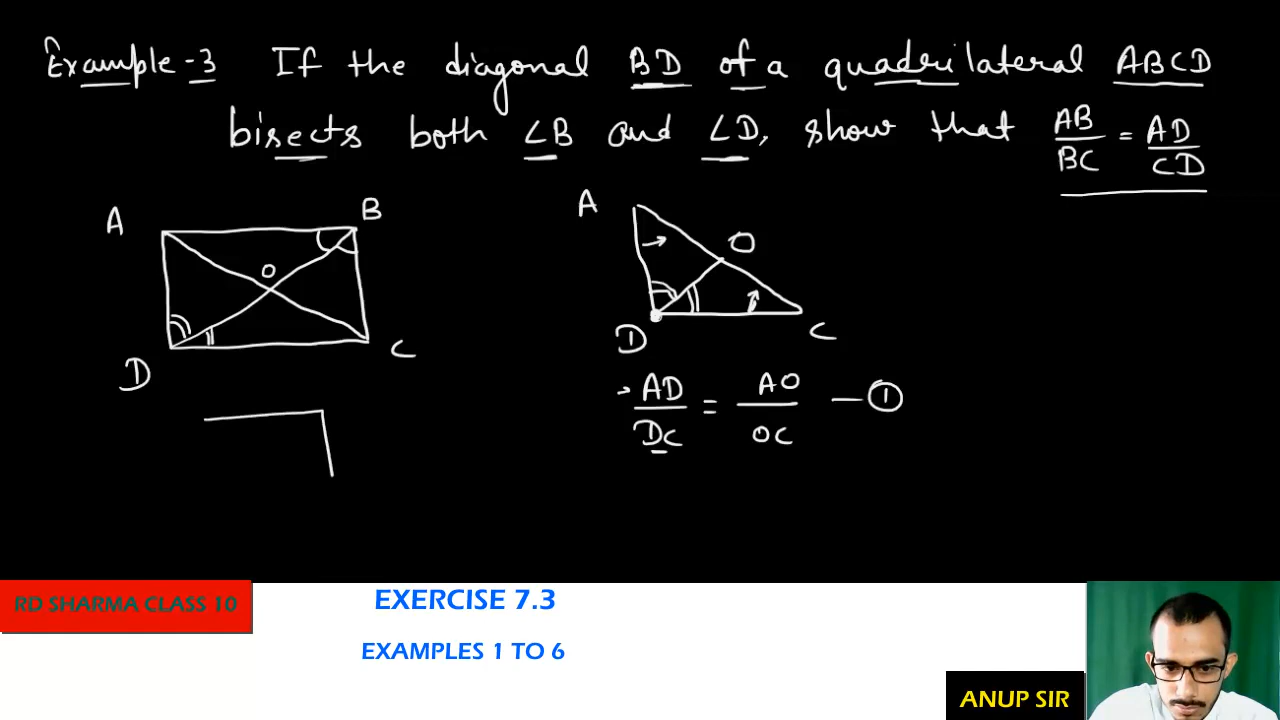 Example-3 If the diagonal BD of a quadrilateral ABCD
bisects both ∠B and ∠D, show that AB/BC = AD/CD
A
B
O
D
C
A
O
D
C
AD/DC = AO/OC — ①
RD SHARMA CLASS 10
EXERCISE 7.3
EXAMPLES 1 TO 6
ANUP SIR